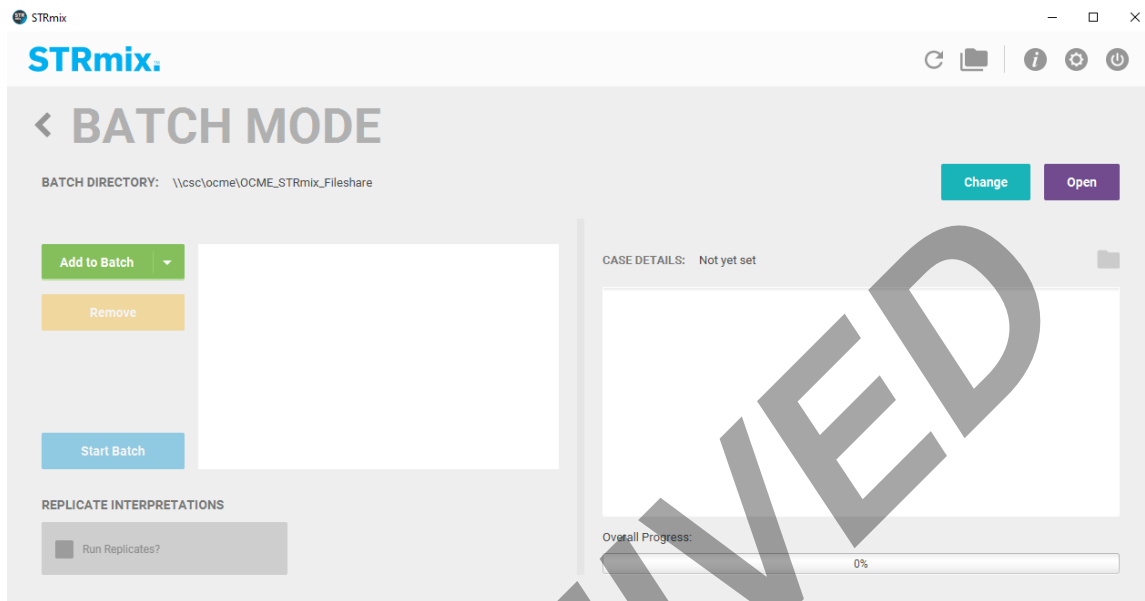 STRmix
STRmix
BATCH MODE
BATCH DIRECTORY: \\csc\ocme\OCME_STRmix_Fileshare
Change
Open
Add to Batch
Remove
Start Batch
REPLICATE INTERPRETATIONS
Run Replicates?
CASE DETAILS: Not yet set
Overall Progress:
0%
IVED